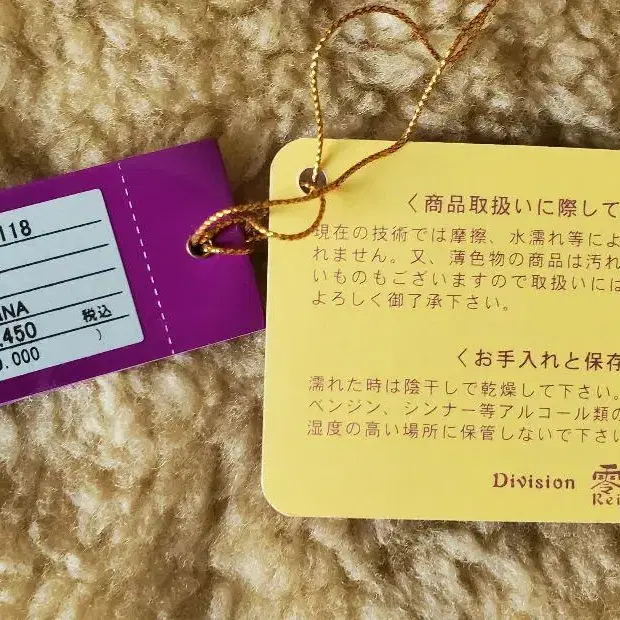 118
NA
,450 税込
.000 )
〈商品取扱いに際して
現在の技術では摩擦、水濡れ等によ
れません。又、薄色物の商品は汚れ
いものもございますので取扱いには
よろしく御了承下さい。
〈お手入れと保存
濡れた時は陰干しで乾燥して下さい。
ベンジン、シンナー等アルコール類の
湿度の高い場所に保管しないで下さい
Division 零
Rei